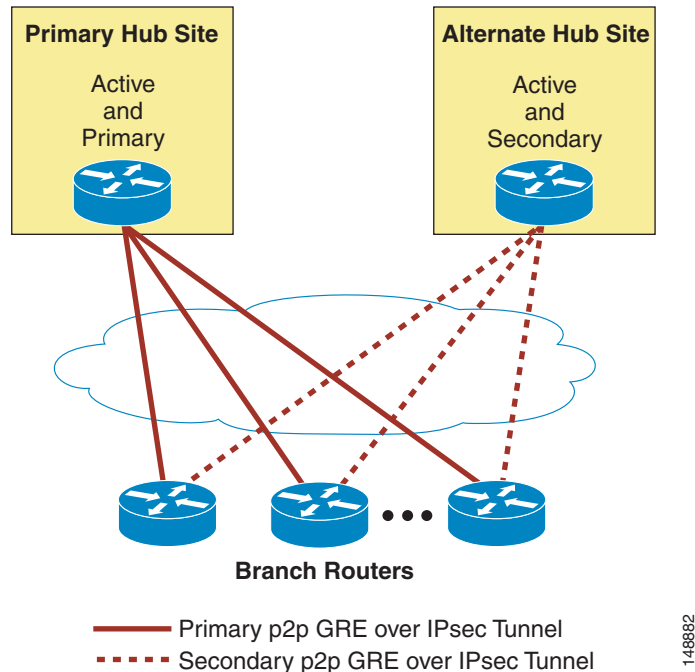 Primary Hub Site
Active
and
Primary
Alternate Hub Site
Active
and
Secondary
Branch Routers
Primary p2p GRE over IPsec Tunnel
Secondary p2p GRE over IPsec Tunnel
148882